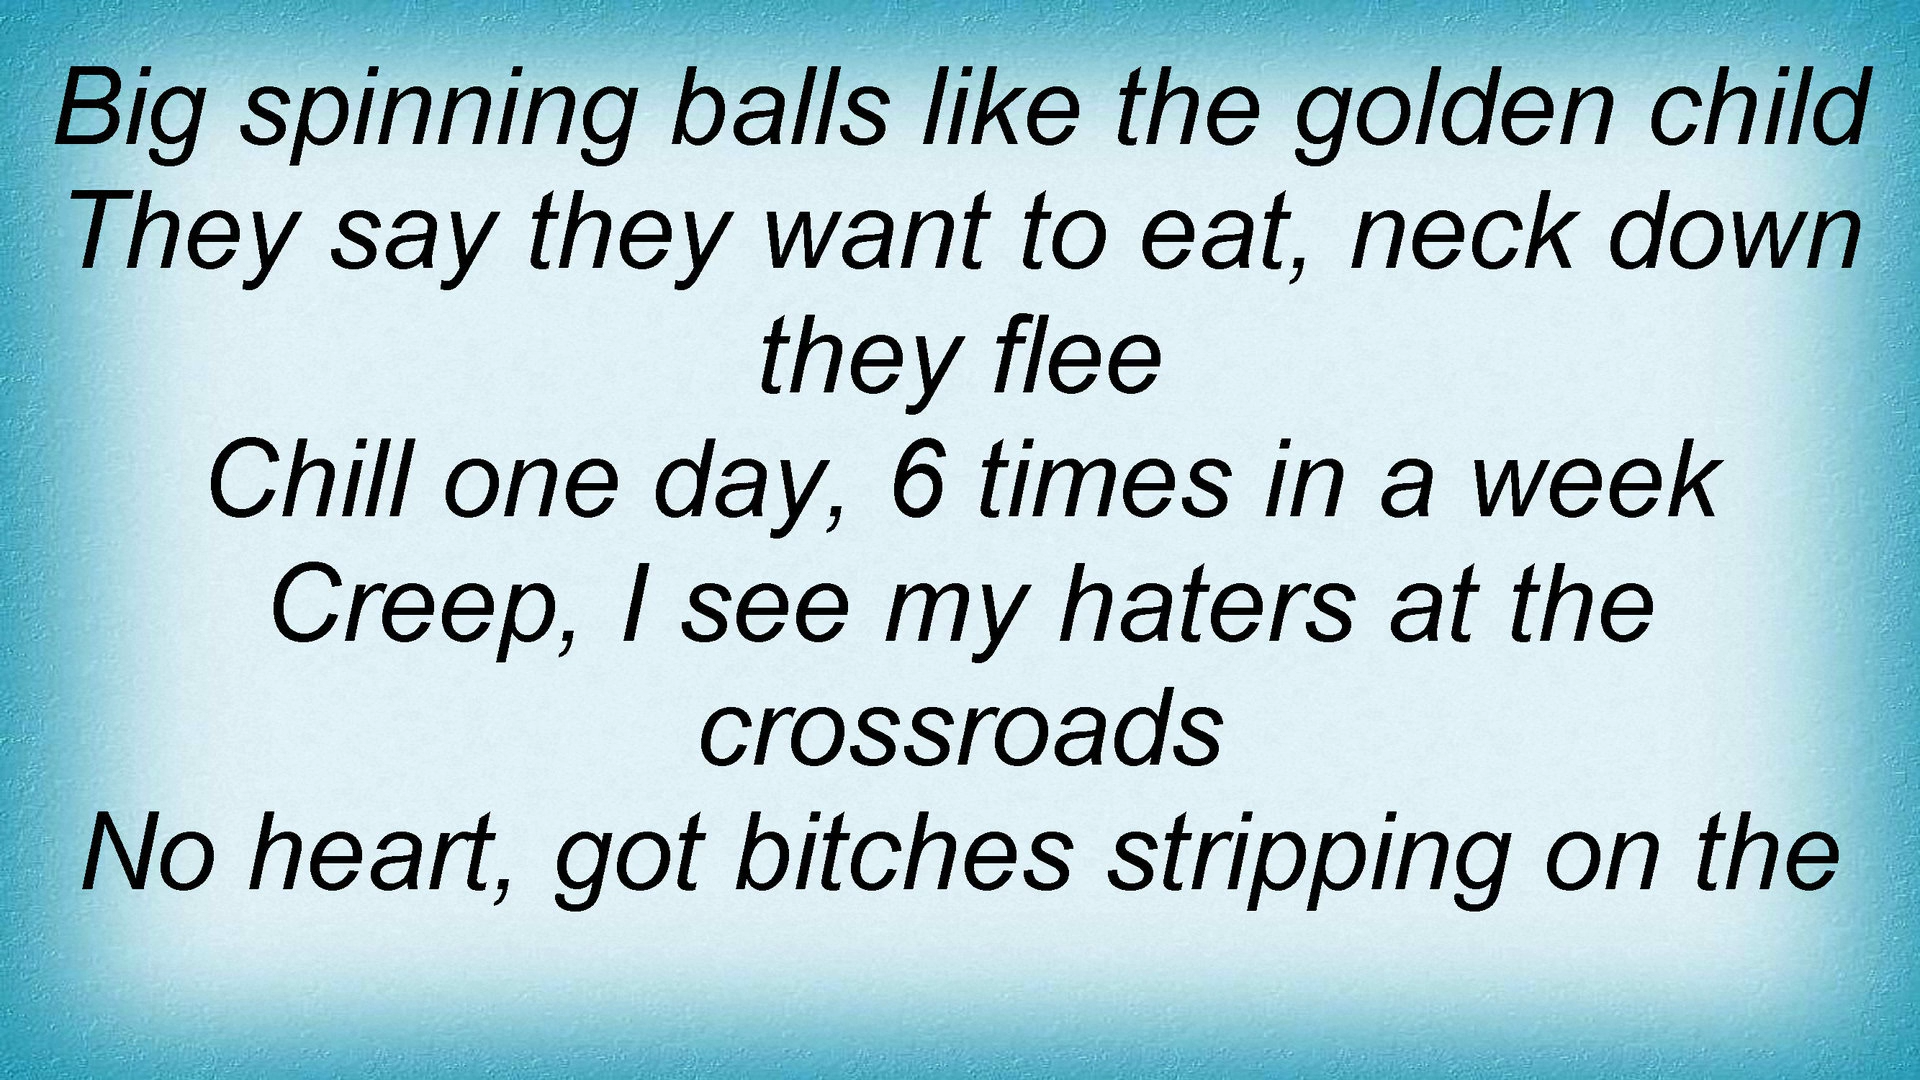 Big spinning balls like the golden child
They say they want to eat, neck down
they flee
Chill one day, 6 times in a week
Creep, I see my haters at the
crossroads
No heart, got bitches stripping on the